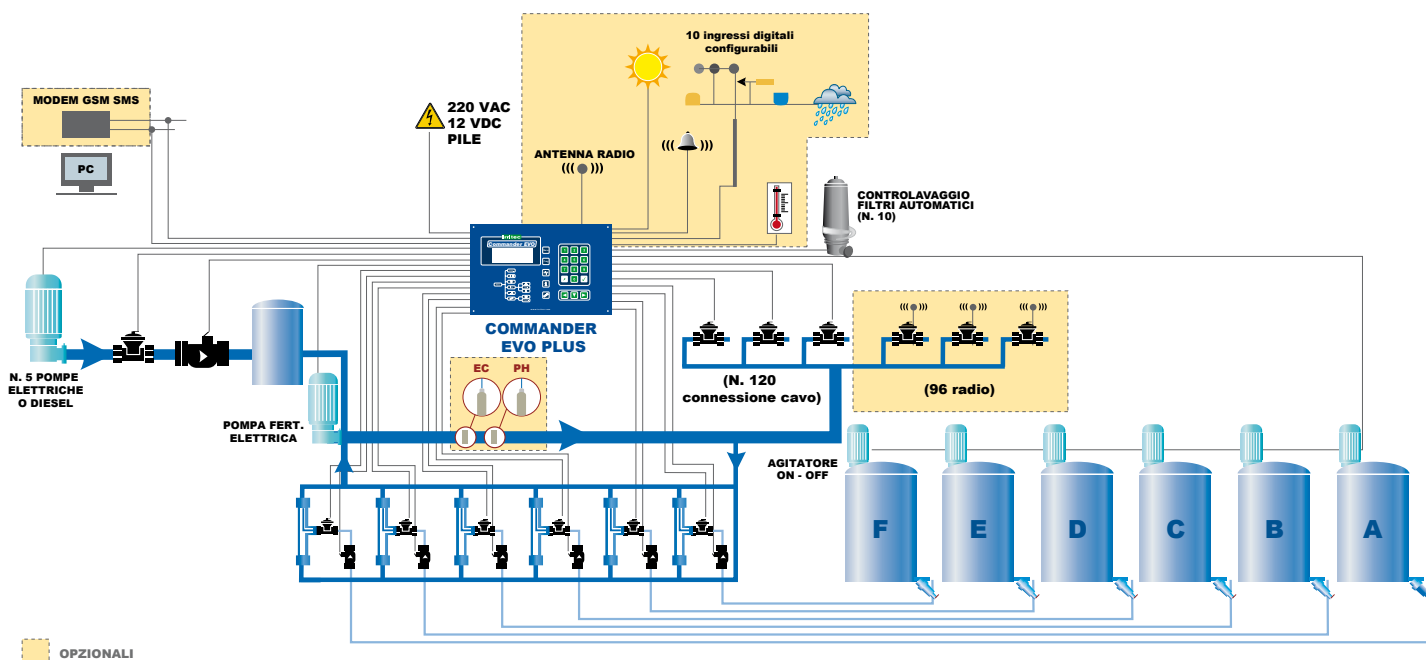 10 ingressi digitali
configurabili
MODEM GSM SMS
220 VAC
12 VDC
PILE
PC
ANTENNA RADIO
CONTROLAVAGGIO
FILTRI AUTOMATICI
(N. 10)
Commander EVO
COMMANDER
EVO PLUS
N. 5 POMPE
ELETTRICHE
O DIESEL
EC
PH
(N. 120
connessione cavo)
(96 radio)
POMPA FERT.
ELETTRICA
AGITATORE
ON - OFF
F
E
D
C
B
A
OPZIONALI